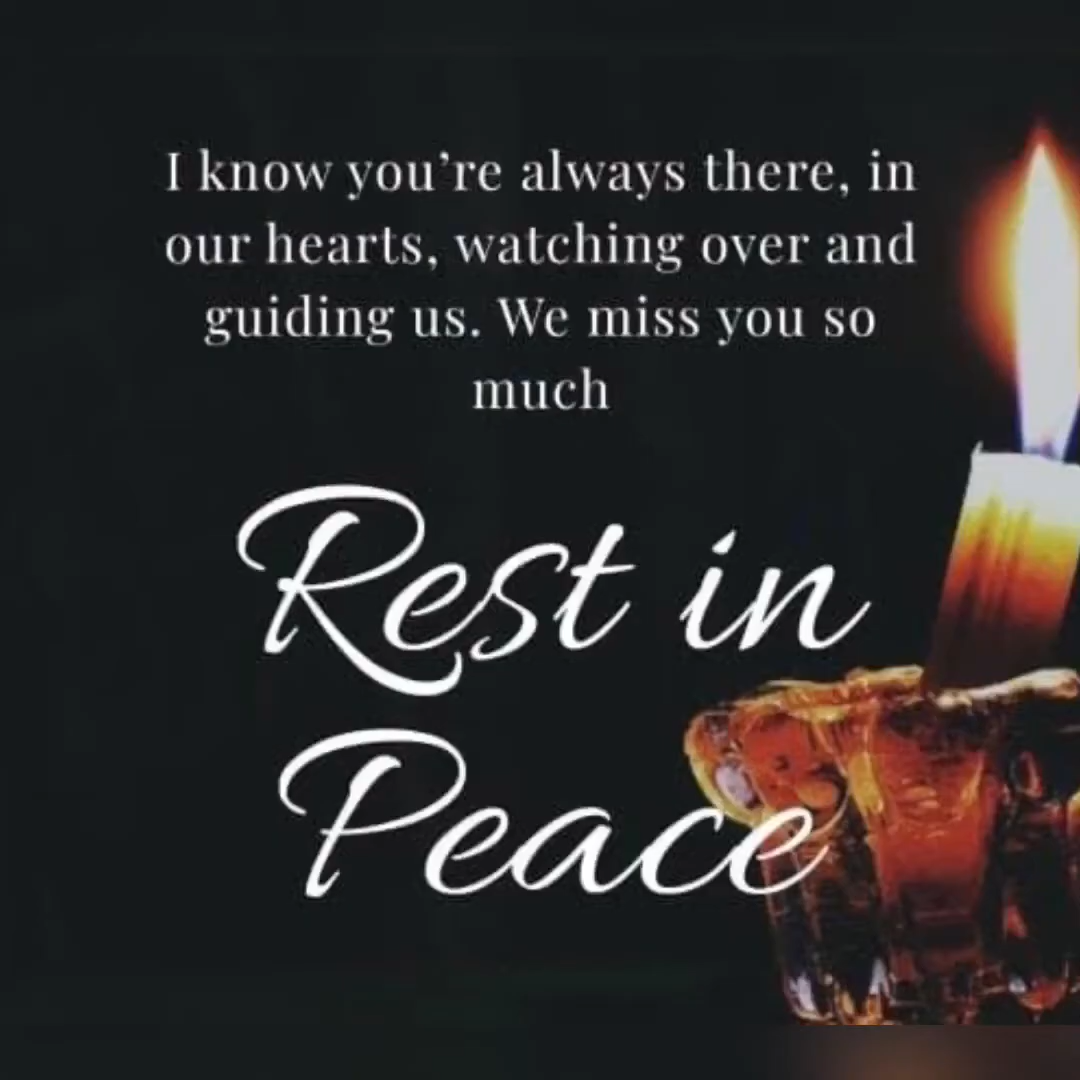 I know you’re always there, in
our hearts, watching over and
guiding us. We miss you so
much
Rest in
Peace